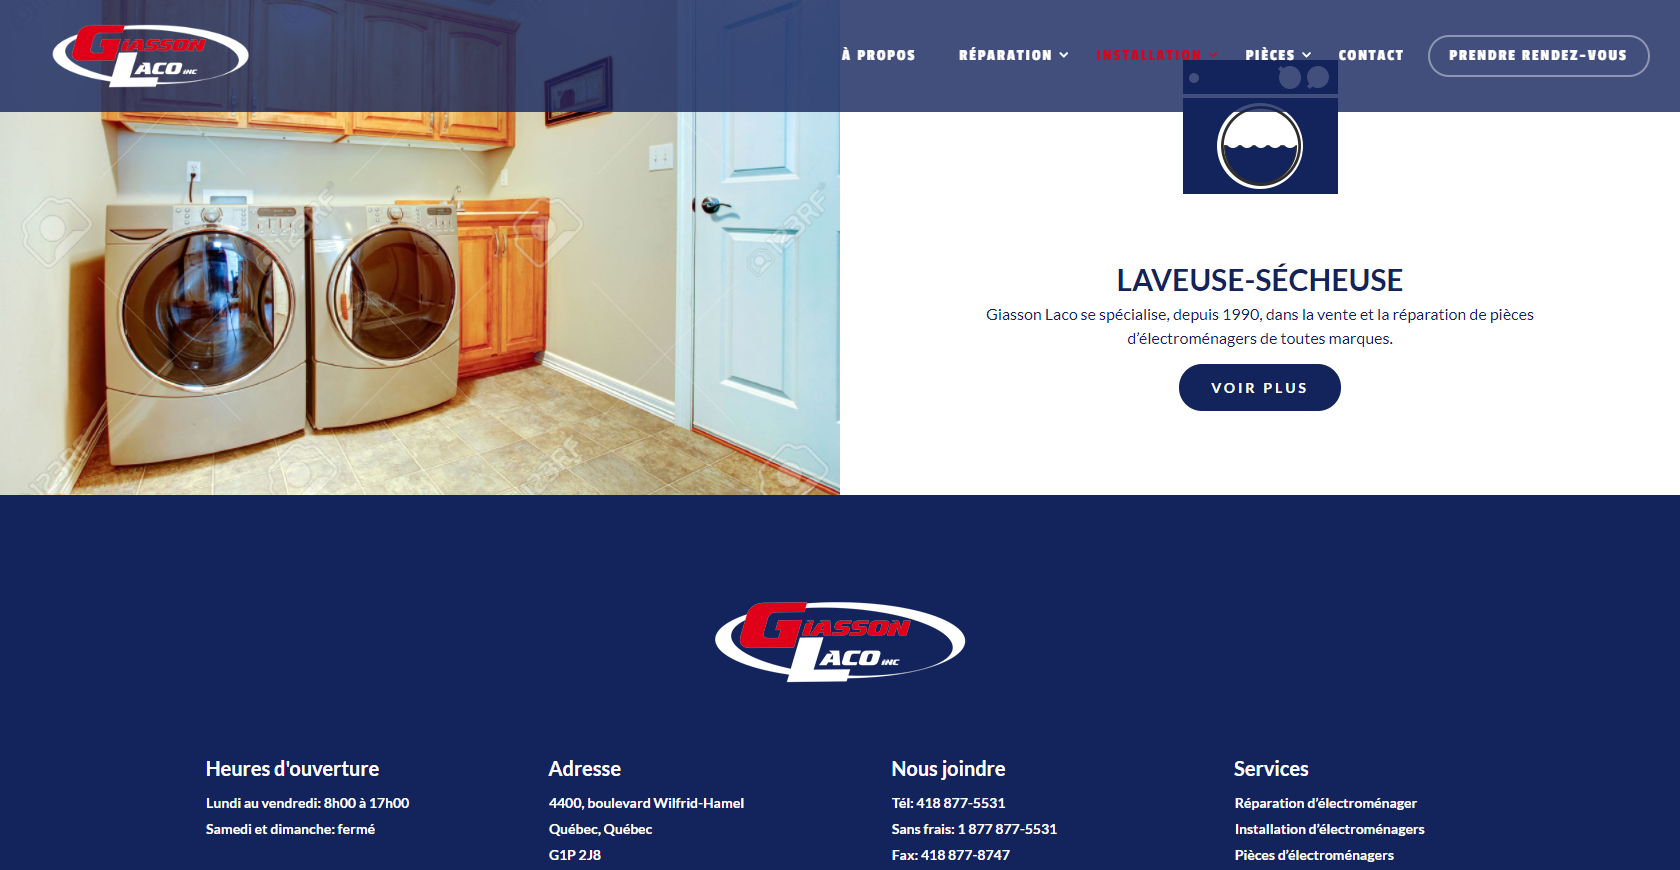 GIASSON
LACO INC
À PROPOS
RÉPARATION
INSTALLATION
PIÈCES
CONTACT
PRENDRE RENDEZ-VOUS
123RF
123RF
123RF
123RF
LAVEUSE-SÉCHEUSE
Giasson Laco se spécialise, depuis 1990, dans la vente et la réparation de pièces
d’électroménagers de toutes marques.
VOIR PLUS
GIASSON
LACO INC
Heures d'ouverture
Lundi au vendredi: 8h00 à 17h00
Samedi et dimanche: fermé
Adresse
4400, boulevard Wilfrid-Hamel
Québec, Québec
G1P 2J8
Nous joindre
Tél: 418 877-5531
Sans frais: 1 877 877-5531
Fax: 418 877-8747
Services
Réparation d’électroménager
Installation d’électroménagers
Pièces d’électroménagers